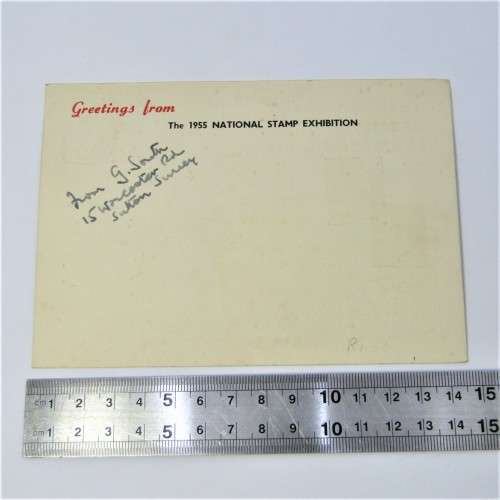 Greetings from
The 1955 NATIONAL STAMP EXHIBITION
From G. South
15 Worcester Rd
Sutton Surrey
R
cm 1 2 3 4 5 6 7 8 9 10 11 12 13 14 15
cm 1 2 3 4 5 6 7 8 9 10 11 12 13 14 15